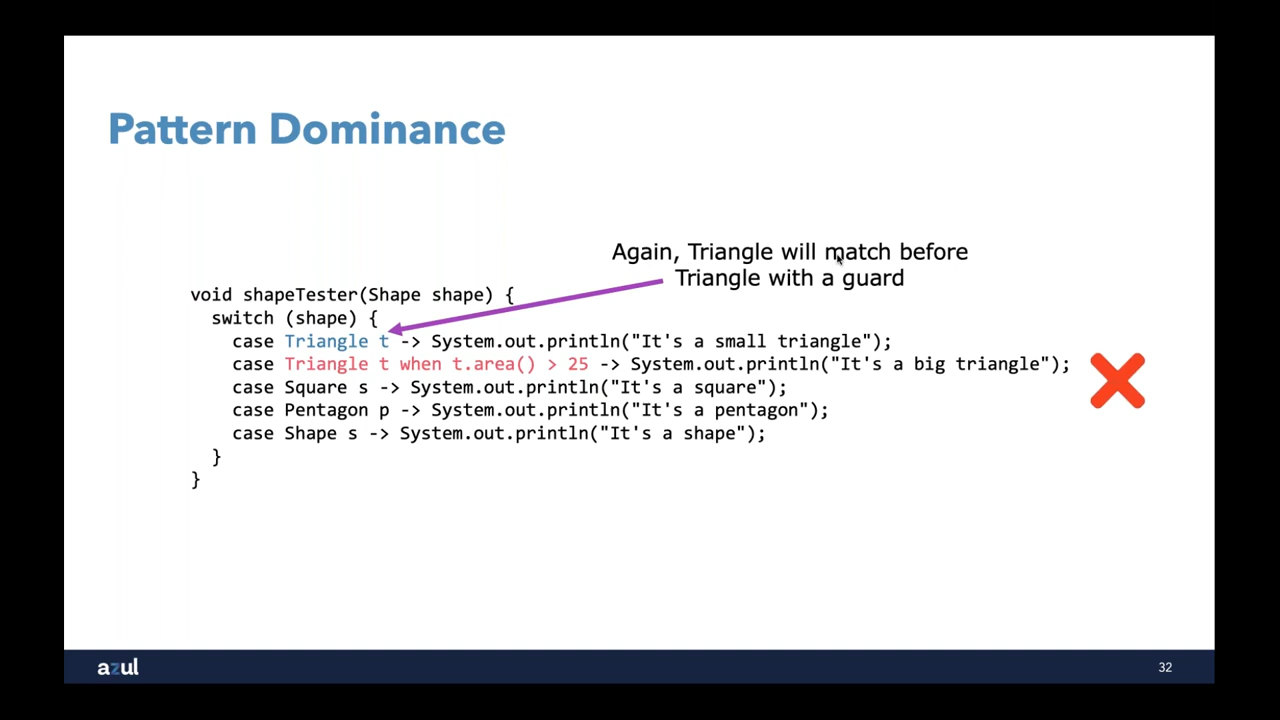 Pattern Dominance
Again, Triangle will match before
Triangle with a guard
void shapeTester(Shape shape) {
  switch (shape) {
    case Triangle t -> System.out.println("It's a small triangle");
    case Triangle t when t.area() > 25 -> System.out.println("It's a big triangle");
    case Square s -> System.out.println("It's a square");
    case Pentagon p -> System.out.println("It's a pentagon");
    case Shape s -> System.out.println("It's a shape");
  }
}
azul
32